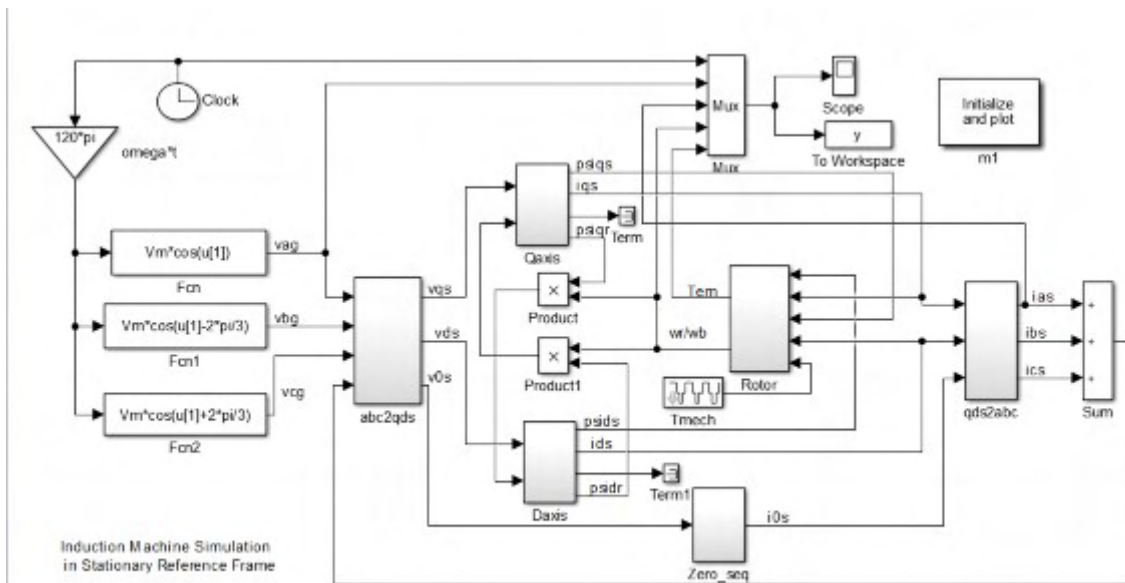 Clock
120*pi
omega*t
Mux
Mux
Scope
y
To Workspace
Initialize
and plot
m1
psiqs
iqs
psiqr
Term
Qaxis
Vm*cos(u[1])
vag
Fcn
Vm*cos(u[1]-2*pi/3)
vbg
Fcn1
Vm*cos(u[1]+2*pi/3)
vcg
Fcn2
abc2qds
vqs
vds
v0s
×
Product
×
Product1
Tem
wr/wb
Rotor
Tmech
psids
ids
psidr
Term1
Daxis
i0s
Zero_seq
qds2abc
ias
ibs
ics
+
+
+
Sum
Induction Machine Simulation
in Stationary Reference Frame